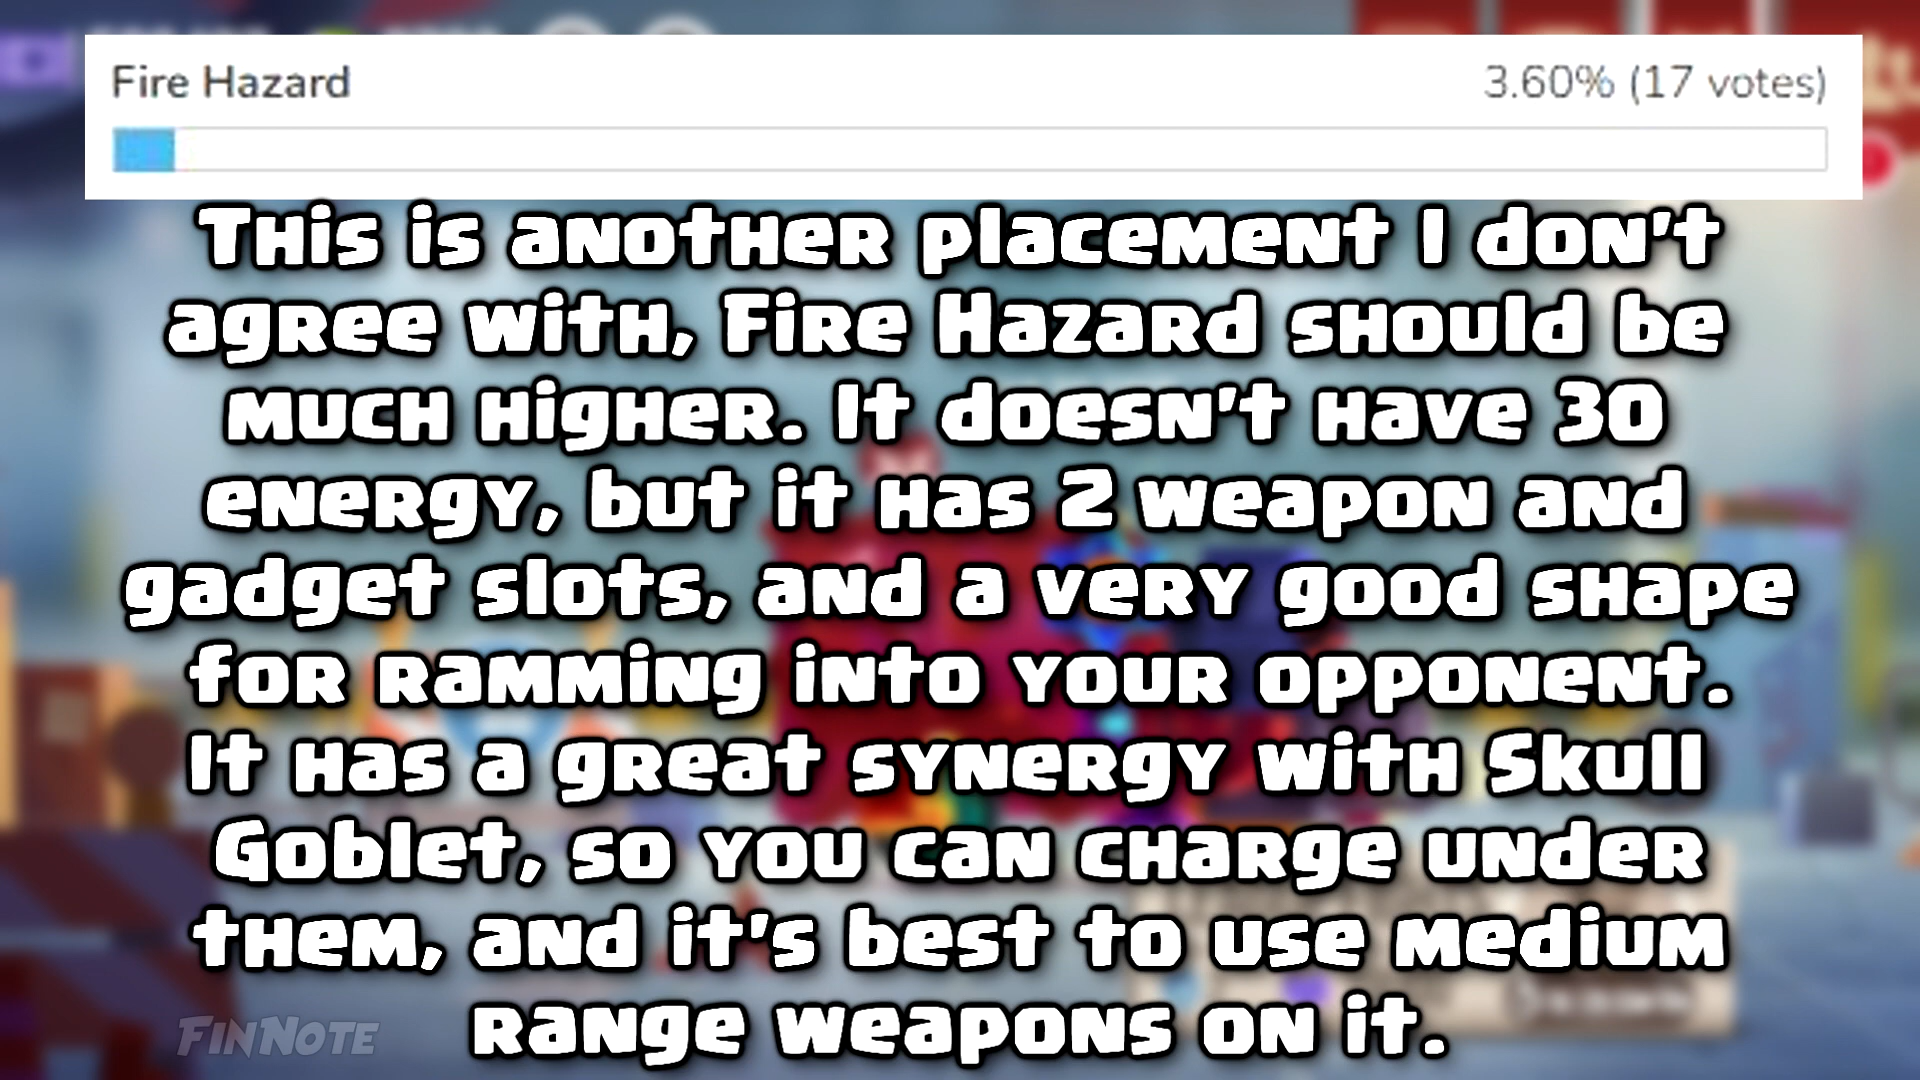 Fire Hazard 3.60% (17 votes)
This is another placement I don't
agree with, Fire Hazard should be
much higher. It doesn't have 30
energy, but it has 2 weapon and
gadget slots, and a very good shape
for ramming into your opponent.
It has a great synergy with Skull
Goblet, so you can charge under
them, and it's best to use medium
range weapons on it.
FinNote